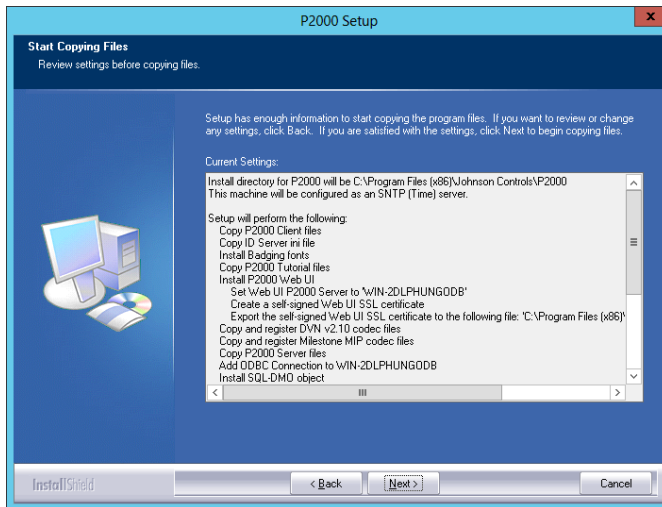 P2000 Setup
x
Start Copying Files
Review settings before copying files.
Setup has enough information to start copying the program files. If you want to review or change
any settings, click Back. If you are satisfied with the settings, click Next to begin copying files.
Current Settings:
Install directory for P2000 will be C:\Program Files (x86)\Johnson Controls\P2000
This machine will be configured as an SNTP (Time) server.
Setup will perform the following:
Copy P2000 Client files
Copy ID Server ini file
Install Badging fonts
Copy P2000 Tutorial files
Install P2000 Web UI
Set Web UI P2000 Server to 'WIN-2DLPHUNGODB'
Create a self-signed Web UI SSL certificate
Export the self-signed Web UI SSL certificate to the following file: 'C:\Program Files (x86)\
Copy and register DVN v2.10 codec files
Copy and register Milestone MIP codec files
Copy P2000 Server files
Add ODBC Connection to WIN-2DLPHUNGODB
Install SQL-DMO object
InstallShield
< Back
Next >
Cancel